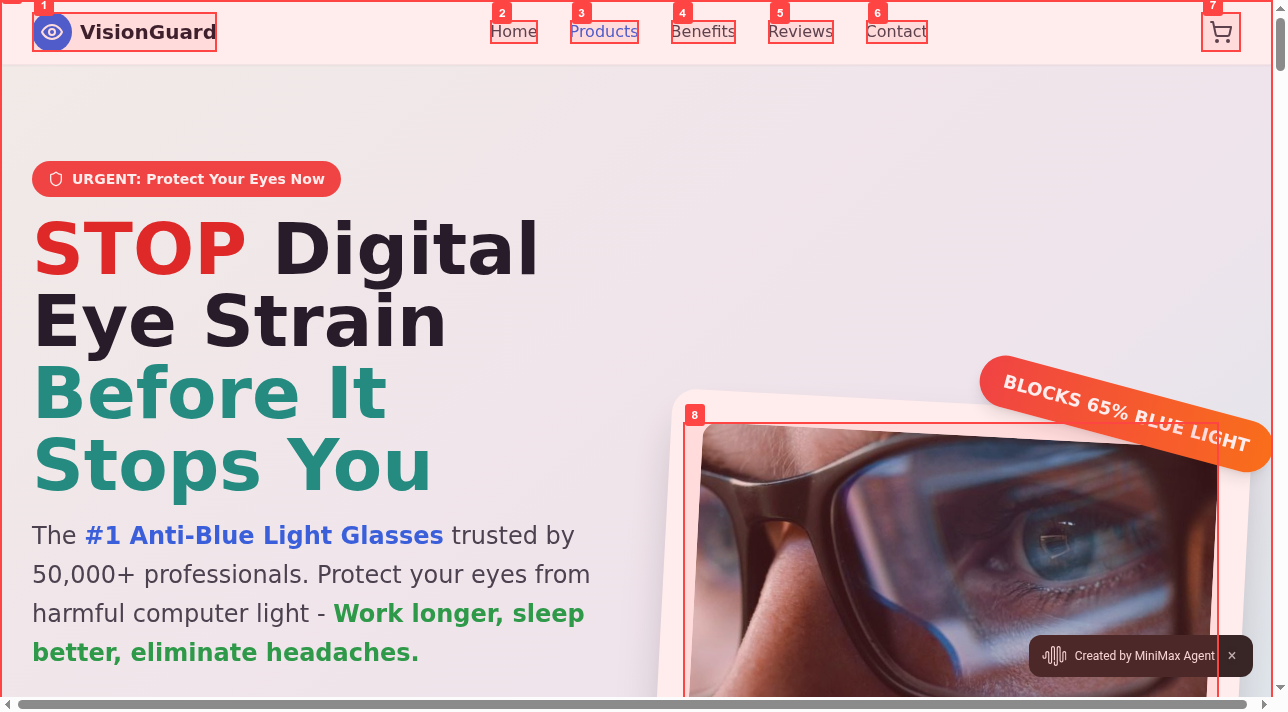 1
VisionGuard
2
Home
3
Products
4
Benefits
5
Reviews
6
Contact
7
URGENT: Protect Your Eyes Now
STOP Digital
Eye Strain
Before It
Stops You
The #1 Anti-Blue Light Glasses trusted by
50,000+ professionals. Protect your eyes from
harmful computer light - Work longer, sleep
better, eliminate headaches.
BLOCKS 65% BLUE LIGHT
8
Created by MiniMax Agent ×